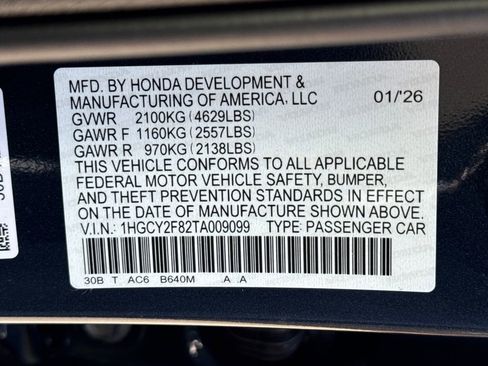 MFD. BY HONDA DEVELOPMENT &
MANUFACTURING OF AMERICA, LLC 01/'26
GVWR 2100KG (4629LBS)
GAWR F 1160KG (2557LBS)
GAWR R 970KG (2138LBS)
THIS VEHICLE CONFORMS TO ALL APPLICABLE
FEDERAL MOTOR VEHICLE SAFETY, BUMPER,
AND THEFT PREVENTION STANDARDS IN EFFECT
ON THE DATE OF MANUFACTURE SHOWN ABOVE.
V.I.N.: 1HGCY2F82TA009099 TYPE: PASSENGER CAR
30B T AC6 B640M .A A